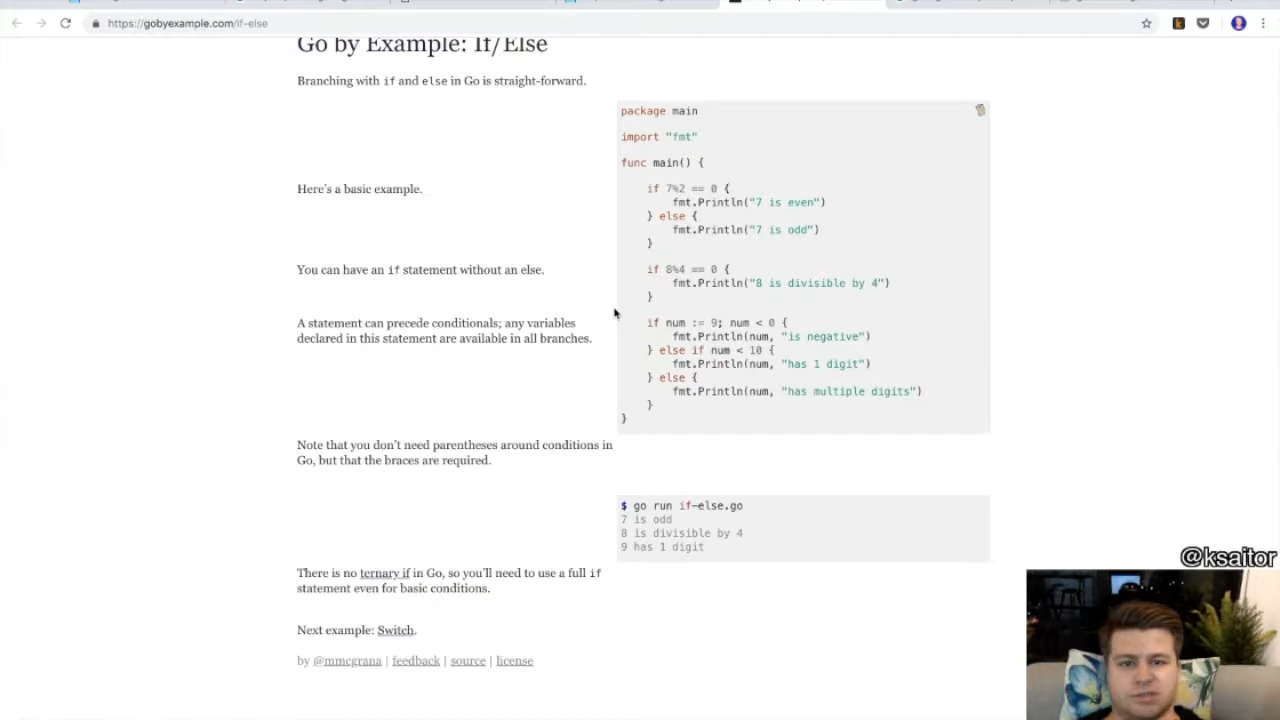 https://gobyexample.com/if-else
Go by Example: If/Else
Branching with if and else in Go is straight-forward.
package main
import "fmt"
func main() {
Here's a basic example.
if 7%2 == 0 {
fmt.Println("7 is even")
} else {
fmt.Println("7 is odd")
}
You can have an if statement without an else.
if 8%4 == 0 {
fmt.Println("8 is divisible by 4")
}
A statement can precede conditionals; any variables
declared in this statement are available in all branches.
if num := 9; num < 0 {
fmt.Println(num, "is negative")
} else if num < 10 {
fmt.Println(num, "has 1 digit")
} else {
fmt.Println(num, "has multiple digits")
}
}
Note that you don't need parentheses around conditions in
Go, but that the braces are required.
$ go run if-else.go
7 is odd
8 is divisible by 4
9 has 1 digit
There is no ternary if in Go, so you'll need to use a full if
statement even for basic conditions.
Next example: Switch.
by @mmcgrana | feedback | source | license
@ksaitor